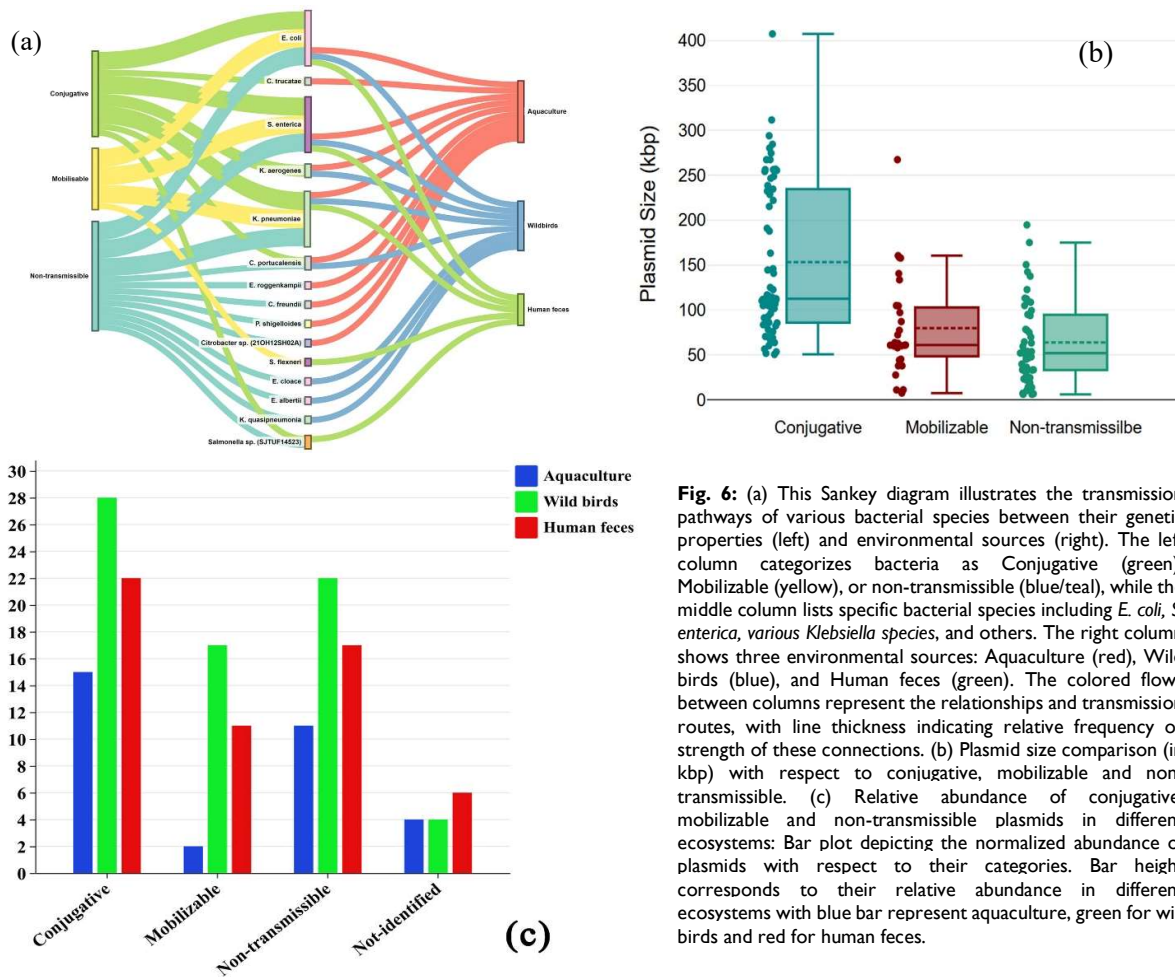 (a)
Conjugative
Mobilisable
Non-transmissible
E. coli
C. trucatae
S. enterica
K. aerogenes
K. pneumoniae
C. portucalensis
E. roggenkampii
C. freundii
P. shigelloides
Citrobacter sp. (21OH12SH02A)
S. flexneri
E. cloace
E. albertii
K. quasipneumonia
Salmonella sp. (SJTUF14523)
Aquaculture
Wildbirds
Human feces
(b)
Plasmid Size (kbp)
400
350
300
250
200
150
100
50
0
Conjugative Mobilizable Non-transmissilbe
30
28
26
24
22
20
18
16
14
12
10
8
6
4
2
0
Aquaculture
Wild birds
Human feces
Conjugative
Mobilizable
Non-transmissible
Not-identified
(c)
Fig. 6: (a) This Sankey diagram illustrates the transmission
pathways of various bacterial species between their geneti
properties (left) and environmental sources (right). The lef
column categorizes bacteria as Conjugative (green)
Mobilizable (yellow), or non-transmissible (blue/teal), while th
middle column lists specific bacterial species including E. coli, S
enterica, various Klebsiella species, and others. The right column
shows three environmental sources: Aquaculture (red), Wild
birds (blue), and Human feces (green). The colored flow
between columns represent the relationships and transmission
routes, with line thickness indicating relative frequency o
strength of these connections. (b) Plasmid size comparison (in
kbp) with respect to conjugative, mobilizable and non
transmissible. (c) Relative abundance of conjugative
mobilizable and non-transmissible plasmids in differen
ecosystems: Bar plot depicting the normalized abundance o
plasmids with respect to their categories. Bar heigh
corresponds to their relative abundance in differen
ecosystems with blue bar represent aquaculture, green for wil
birds and red for human feces.